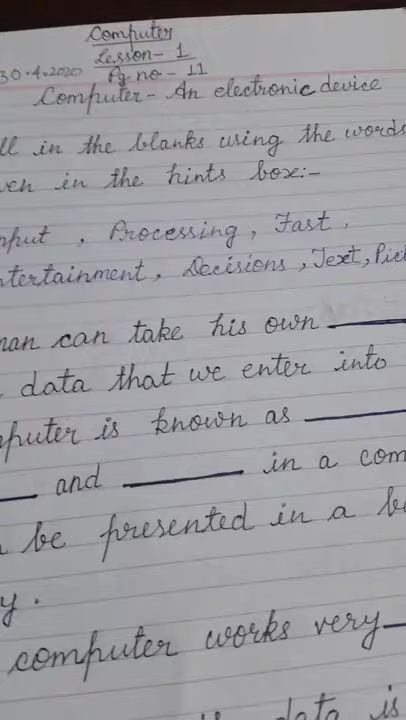 Computer
Lesson- 1
30.4.2020 Pg no - 11
Computer - An electronic device
in the blanks using the words
in the hints box:-
Processing, Fast,
Decisions, Text,
can take his own
data that we enter into
is known as
and in a
be presented in a
computer works very
data is